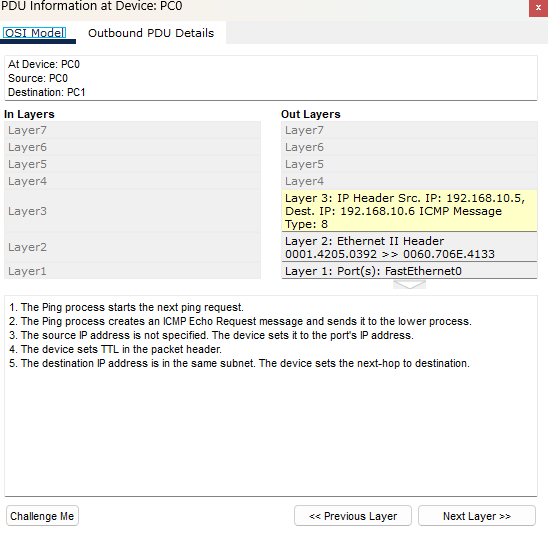 PDU Information at Device: PC0
x
OSI Model
Outbound PDU Details
At Device: PC0
Source: PC0
Destination: PC1
In Layers
Out Layers
Layer7
Layer7
Layer6
Layer6
Layer5
Layer5
Layer4
Layer4
Layer3
Layer 3: IP Header Src. IP: 192.168.10.5,
Dest. IP: 192.168.10.6 ICMP Message
Type: 8
Layer2
Layer 2: Ethernet II Header
0001.4205.0392 >> 0060.706E.4133
Layer1
Layer 1: Port(s): FastEthernet0
1. The Ping process starts the next ping request.
2. The Ping process creates an ICMP Echo Request message and sends it to the lower process.
3. The source IP address is not specified. The device sets it to the port's IP address.
4. The device sets TTL in the packet header.
5. The destination IP address is in the same subnet. The device sets the next-hop to destination.
Challenge Me
<< Previous Layer
Next Layer >>